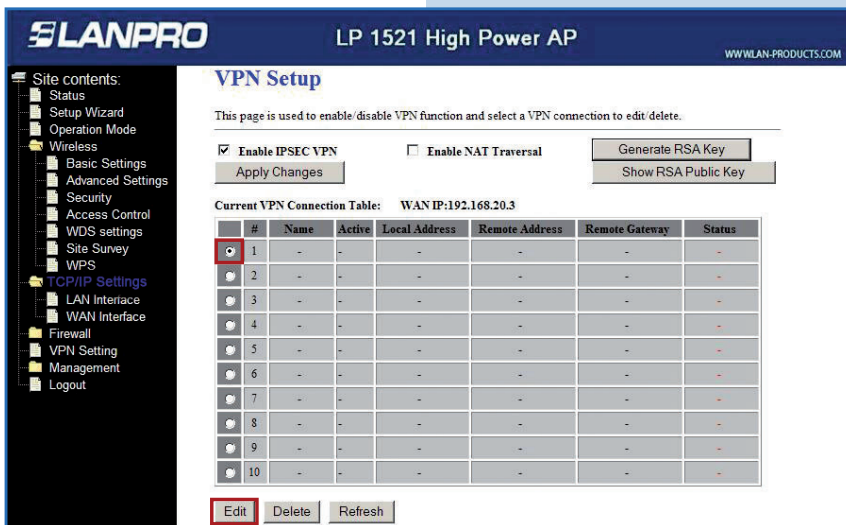 SLANPRO
LP 1521 High Power AP
WWW.LAN-PRODUCTS.COM
Site contents:
Status
Setup Wizard
Operation Mode
Wireless
Basic Settings
Advanced Settings
Security
Access Control
WDS settings
Site Survey
WPS
TCP/IP Settings
LAN Interface
WAN Interface
Firewall
VPN Setting
Management
Logout
VPN Setup
This page is used to enable/disable VPN function and select a VPN connection to edit/delete.
Enable IPSEC VPN Enable NAT Traversal Generate RSA Key
Apply Changes Show RSA Public Key
Current VPN Connection Table: WAN IP:192.168.20.3
# Name Active Local Address Remote Address Remote Gateway Status
1 - - - - - -
2 - - - - - -
3 - - - - - -
4 - - - - - -
5 - - - - - -
6 - - - - - -
7 - - - - - -
8 - - - - - -
9 - - - - - -
10 - - - - - -
Edit Delete Refresh